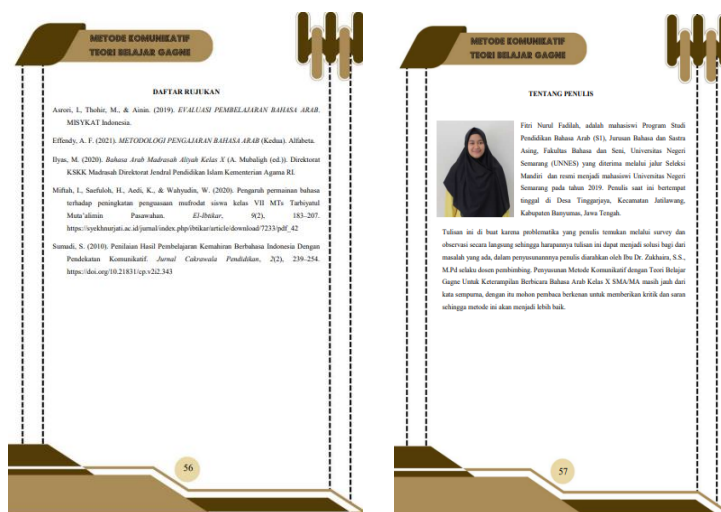 METODE KOMUNIKATIF
TEORI BELAJAR GAGNE
DAFTAR RUJUKAN
Asrori, I., Thohir, M., & Ainin. (2019). EVALUASI PEMBELAJARAN BAHASA ARAB.
MISYKAT Indonesia.
Effendy, A. F. (2021). METODOLOGI PENGAJARAN BAHASA ARAB (Kedua). Alfabeta.
Ilyas, M. (2020). Bahasa Arab Madrasah Aliyah Kelas X (A. Muhaligh (ed.)). Direktorat
KSKK Madrasah Direktorat Jendral Pendidikan Islam Kementerian Agama RI.
Miftah, I., Saefuloh, H., Aedi, K., & Wahyudin, W. (2020). Pengaruh permainan bahasa
terhadap peningkatan penguasaan mufrodat siswa kelas VII MTs Tarbiyatul
Muta'alimin Pasawahan. El-Ibtikar, 9(2), 183–207.
https://syekhnurjati.ac.id/jurnal/index.php/ibtikar/article/download/7233/pdf_42
Sumadi, S. (2010). Penilaian Hasil Pembelajaran Kemahiran Berbahasa Indonesia Dengan
Pendekatan Komunikatif. Jurnal Cakrawala Pendidikan, 2(2), 239–254.
https://doi.org/10.21831/cp.v2i2.343
56
METODE KOMUNIKATIF
TEORI BELAJAR GAGNE
TENTANG PENULIS
Fitri Nurul Fadilah, adalah mahasiswi Program Studi
Pendidikan Bahasa Arab (S1), Jurusan Bahasa dan Sastra
Asing, Fakultas Bahasa dan Seni, Universitas Negeri
Semarang (UNNES) yang diterima melalui jalur Seleksi
Mandiri dan resmi menjadi mahasiswi Universitas Negeri
Semarang pada tahun 2019. Penulis saat ini bertempat
tinggal di Desa Tinggarjaya, Kecamatan Jatilawang,
Kabupaten Banyumas, Jawa Tengah.
Tulisan ini di buat karena problematika yang penulis temukan melalui survey dan
observasi secara langsung sehingga harapannya tulisan ini dapat menjadi solusi bagi dari
masalah yang ada, dalam penyusunannya penulis diarahkan oleh Ibu Dr. Zukhaira, S.S.,
M.Pd selaku dosen pembimbing. Penyusunan Metode Komunikatif dengan Teori Belajar
Gagne Untuk Keterampilan Berbicara Bahasa Arab Kelas X SMA/MA masih jauh dari
kata sempurna, dengan itu mohon pembaca berkenan untuk memberikan kritik dan saran
sehingga metode ini akan menjadi lebih baik.
57